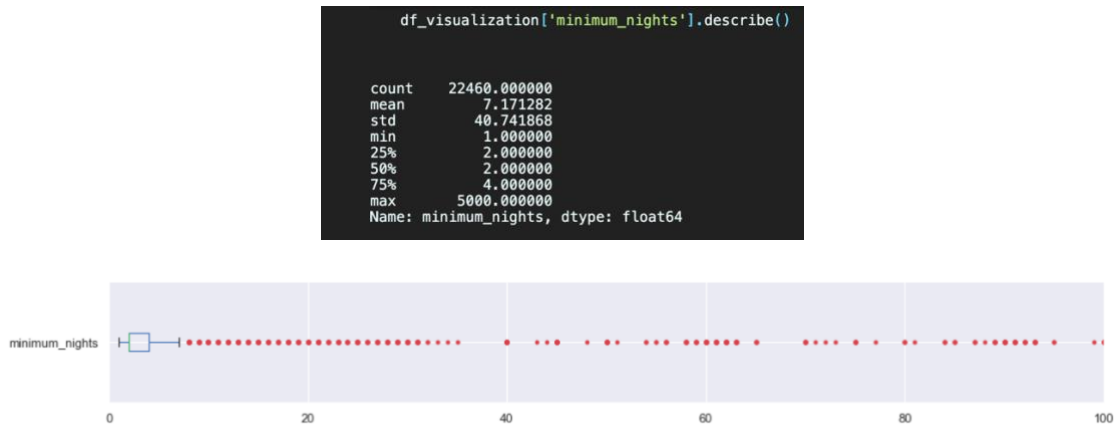 df_visualization['minimum_nights'].describe()
count 22460.000000
mean 7.171282
std 40.741868
min 1.000000
25% 2.000000
50% 2.000000
75% 4.000000
max 5000.000000
Name: minimum_nights, dtype: float64
minimum_nights
0 20 40 60 80 100